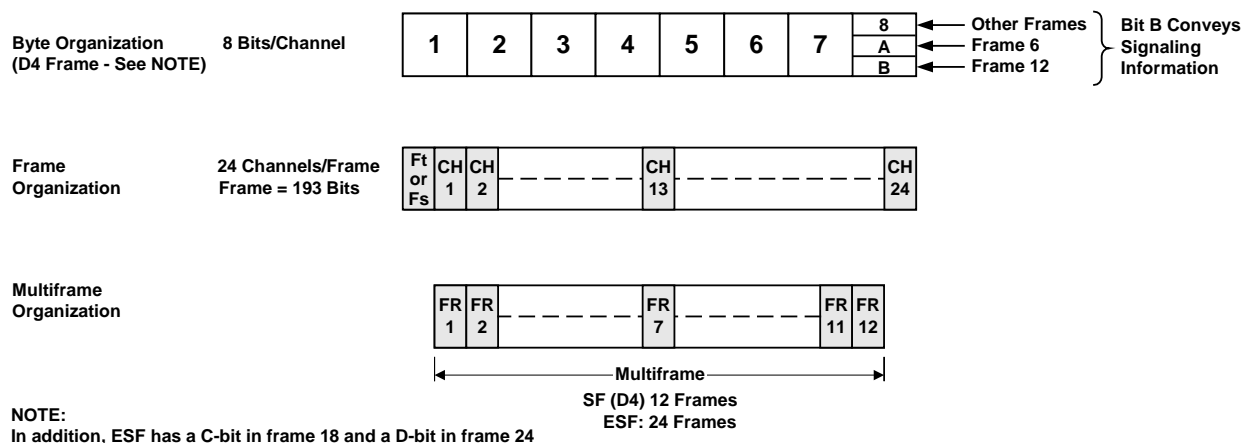 Byte Organization
(D4 Frame - See NOTE)
8 Bits/Channel
1 2 3 4 5 6 7
8
A
B
Other Frames
Frame 6
Frame 12
Bit B Conveys
Signaling
Information
Frame
Organization
24 Channels/Frame
Frame = 193 Bits
Ft
or
Fs
CH
1
CH
2
CH
13
CH
24
Multiframe
Organization
FR
1
FR
2
FR
7
FR
11
FR
12
Multiframe
SF (D4) 12 Frames
ESF: 24 Frames
NOTE:
In addition, ESF has a C-bit in frame 18 and a D-bit in frame 24